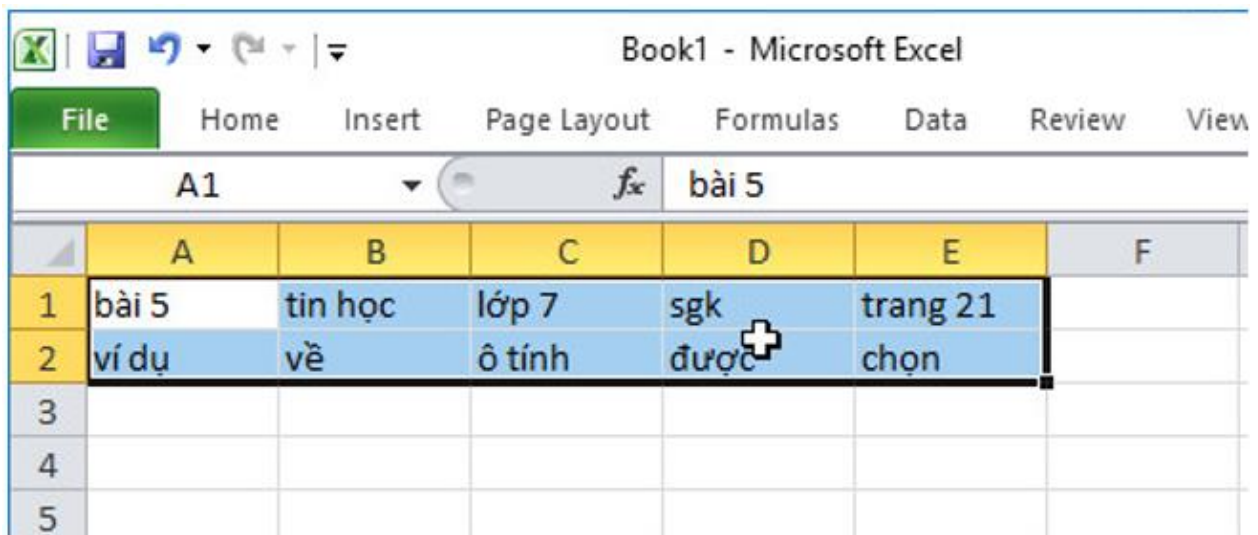 Book1 - Microsoft Excel
File Home Insert Page Layout Formulas Data Review View
A1 fx bài 5
A B C D E F
1 bài 5 tin học lớp 7 sgk trang 21
2 ví dụ về ô tính được chọn
3
4
5